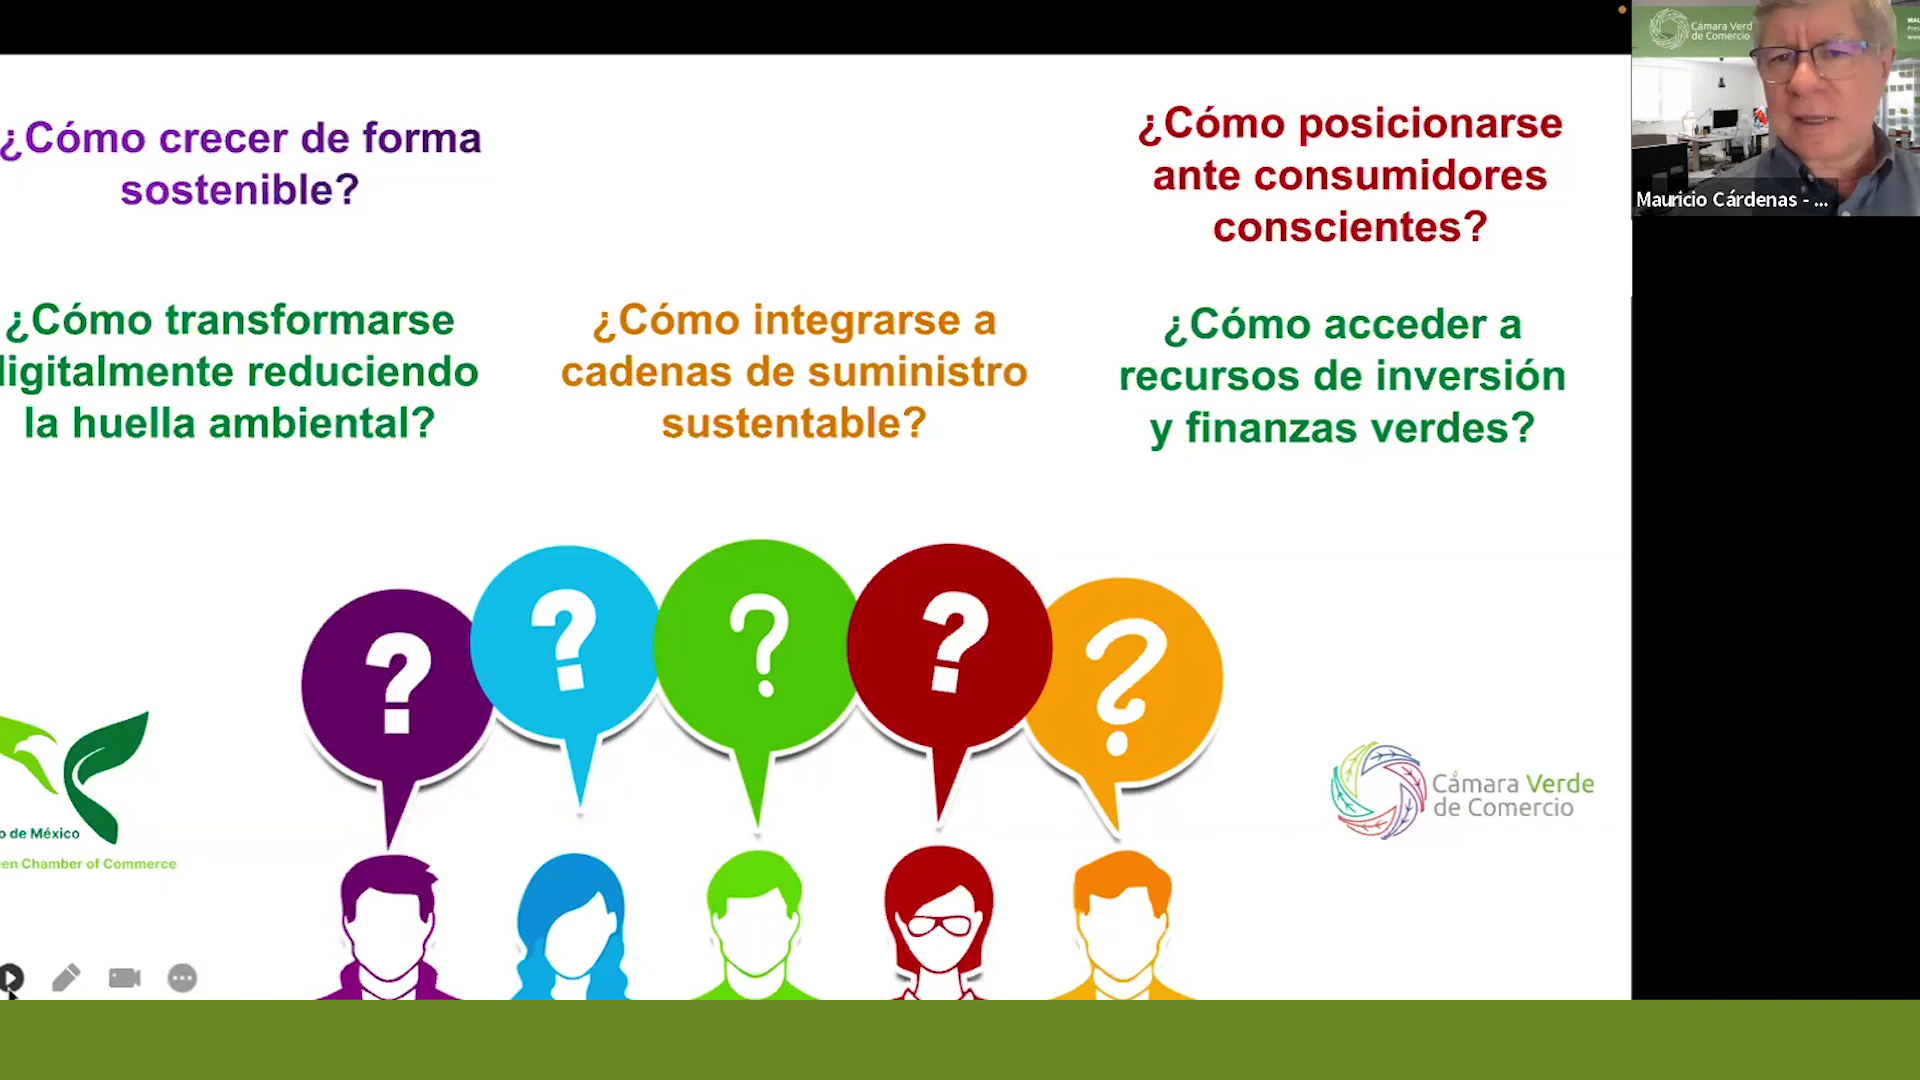 ¿Cómo crecer de forma
sostenible?
¿Cómo posicionarse
ante consumidores
conscientes?
¿Cómo transformarse
digitalmente reduciendo
la huella ambiental?
¿Cómo integrarse a
cadenas de suministro
sustentable?
¿Cómo acceder a
recursos de inversión
y finanzas verdes?
?
?
?
?
?
de México
Chamber of Commerce
Cámara Verde
de Comercio
Cámara Verd
de Comercio
Mauricio Cárdenas - ...